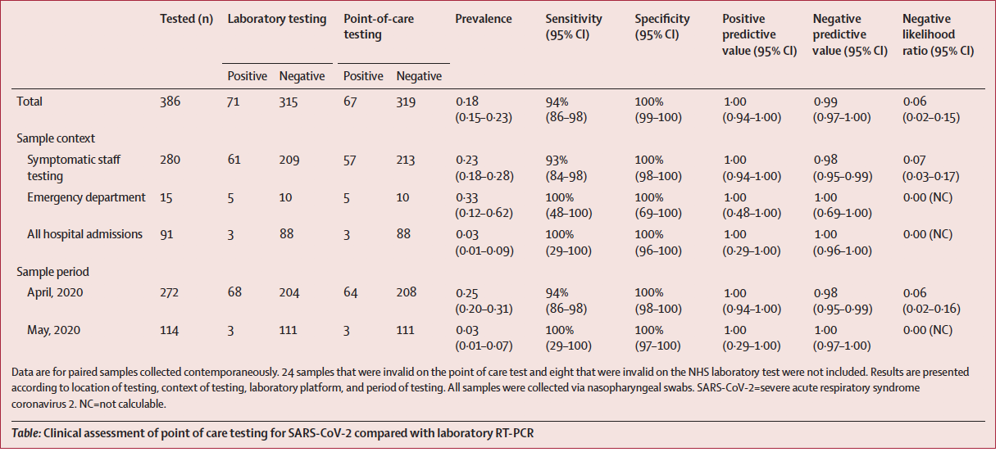 Tested (n) Laboratory testing Point-of-care testing Prevalence Sensitivity (95% CI) Specificity (95% CI) Positive predictive value (95% CI) Negative predictive value (95% CI) Negative likelihood ratio (95% CI)
Positive Negative Positive Negative
Total 386 71 315 67 319 0·18 94% 100% 1·00 0·99 0·06
(0·15–0·23) (86–98) (99–100) (0·94–1·00) (0·97–1·00) (0·02–0·15)
Sample context
Symptomatic staff 280 61 209 57 213 0·23 93% 100% 1·00 0·98 0·07
testing (0·18–0·28) (84–98) (98–100) (0·94–1·00) (0·95–0·99) (0·03–0·17)
Emergency department 15 5 10 5 10 0·33 100% 100% 1·00 1·00 0·00 (NC)
(0·12–0·62) (48–100) (69–100) (0·48–1·00) (0·69–1·00)
All hospital admissions 91 3 88 3 88 0·03 100% 100% 1·00 1·00 0·00 (NC)
(0·01–0·09) (29–100) (96–100) (0·29–1·00) (0·96–1·00)
Sample period
April, 2020 272 68 204 64 208 0·25 94% 100% 1·00 0·98 0·06
(0·20–0·31) (86–98) (98–100) (0·94–1·00) (0·95–0·99) (0·02–0·16)
May, 2020 114 3 111 3 111 0·03 100% 100% 1·00 1·00 0·00 (NC)
(0·01–0·07) (29–100) (97–100) (0·29–1·00) (0·97–1·00)
Data are for paired samples collected contemporaneously. 24 samples that were invalid on the point of care test and eight that were invalid on the NHS laboratory test were not included. Results are presented
according to location of testing, context of testing, laboratory platform, and period of testing. All samples were collected via nasopharyngeal swabs. SARS-CoV-2=severe acute respiratory syndrome
coronavirus 2. NC=not calculable.
Table: Clinical assessment of point of care testing for SARS-CoV-2 compared with laboratory RT-PCR